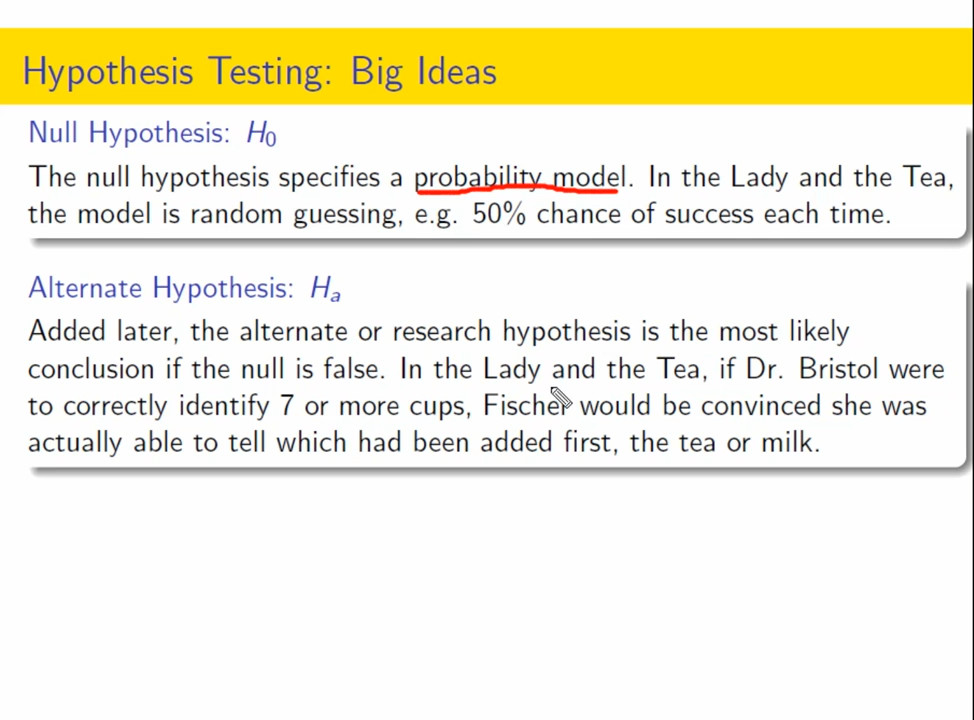 Hypothesis Testing: Big Ideas
Null Hypothesis: H₀
The null hypothesis specifies a probability model. In the Lady and the Tea,
the model is random guessing, e.g. 50% chance of success each time.
Alternate Hypothesis: Hₐ
Added later, the alternate or research hypothesis is the most likely
conclusion if the null is false. In the Lady and the Tea, if Dr. Bristol were
to correctly identify 7 or more cups, Fischer would be convinced she was
actually able to tell which had been added first, the tea or milk.